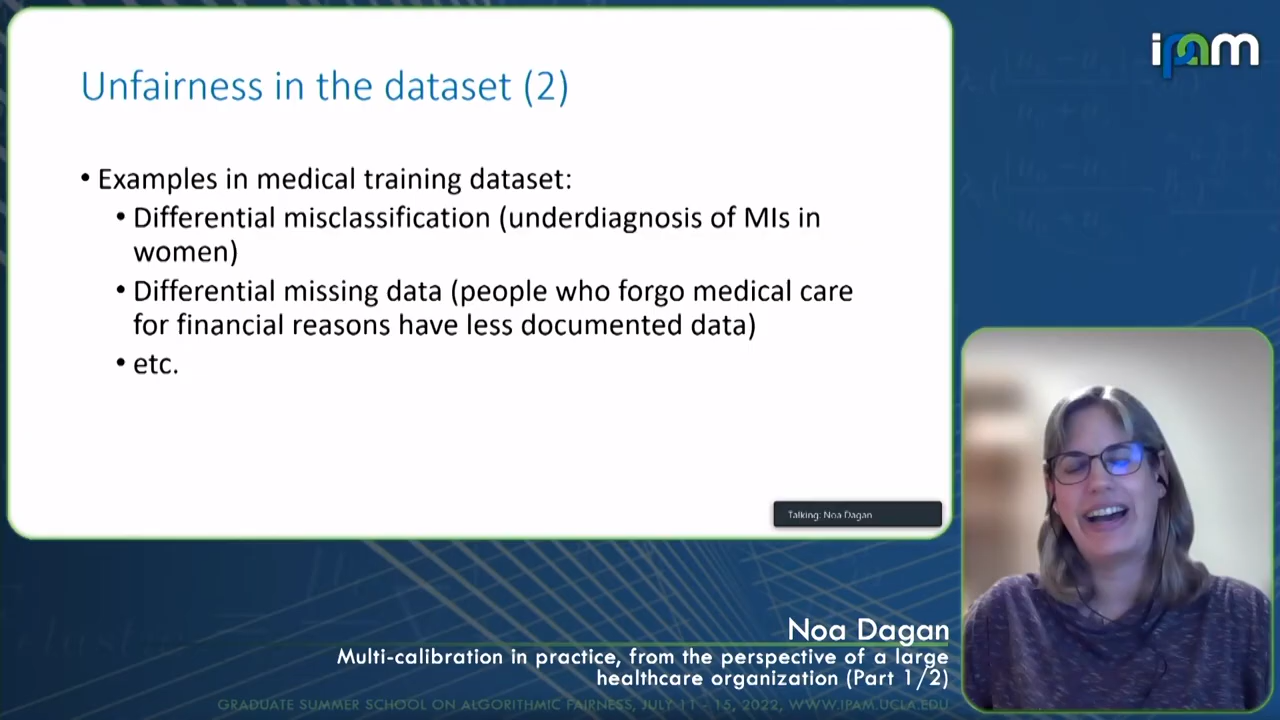 Unfairness in the dataset (2)
• Examples in medical training dataset:
• Differential misclassification (underdiagnosis of MIs in
women)
• Differential missing data (people who forgo medical care
for financial reasons have less documented data)
• etc.
Talking: Noa Dagan
ipam
Noa Dagan
Multi-calibration in practice, from the perspective of a large
healthcare organization (Part 1/2)
GRADUATE SUMMER SCHOOL ON ALGORITHMIC FAIRNESS, JULY 11 - 15, 2022, WWW.IPAM.UCLA.EDU